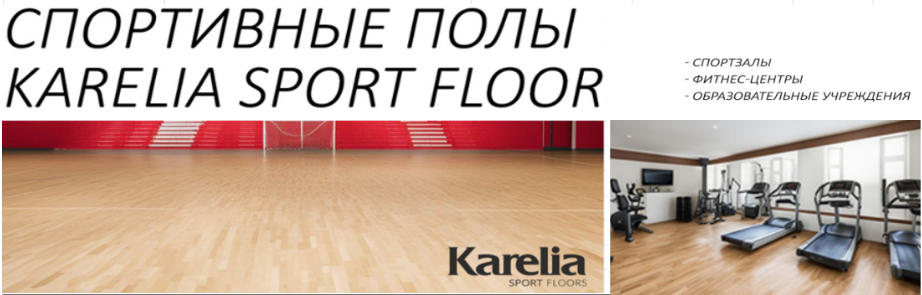 СПОРТИВНЫЕ ПОЛЫ
KARELIA SPORT FLOOR
- СПОРТЗАЛЫ
- ФИТНЕС-ЦЕНТРЫ
- ОБРАЗОВАТЕЛЬНЫЕ УЧРЕЖДЕНИЯ
Karelia
SPORT FLOORS